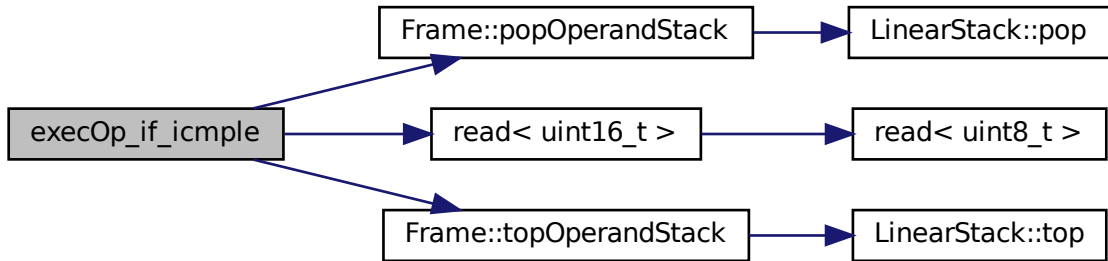 Frame::popOperandStack
LinearStack::pop
execOp_if_icmple
read< uint16_t >
read< uint8_t >
Frame::topOperandStack
LinearStack::top